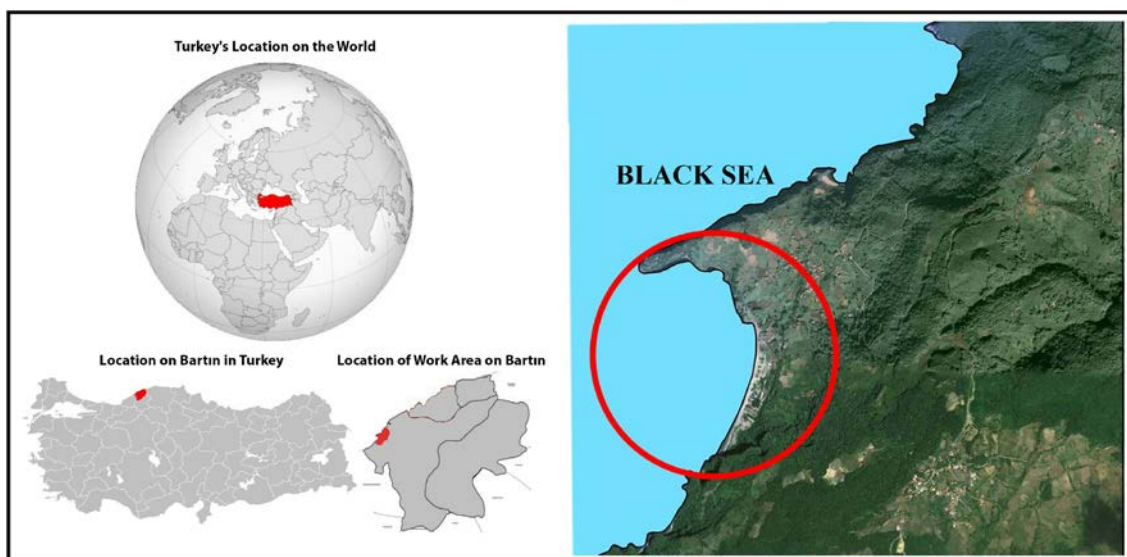 Turkey's Location on the World
Location on Bartın in Turkey
Location of Work Area on Bartın
BLACK SEA